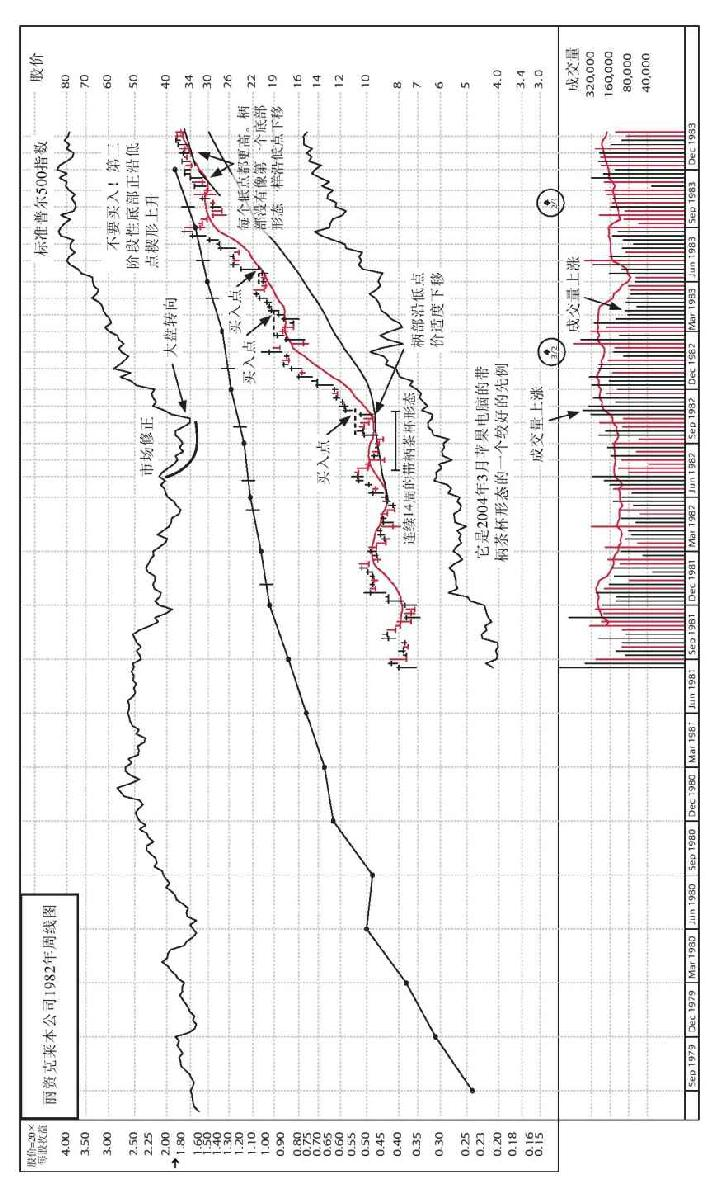 丽资克莱本公司1982年周线图
股价=20×
每股收益
4.00
3.50
3.00
2.50
2.25
2.00
1.80
1.60
1.50
1.40
1.30
1.20
1.10
1.00
0.90
0.80
0.75
0.70
0.65
0.60
0.55
0.50
0.45
0.40
0.35
0.30
0.25
0.23
0.20
0.18
0.16
0.15
标准普尔500指数
市场修正
大盘转向
不要买入！第二
阶段性底部正沿低
点楔形上升
每个低点都更高。柄
部没有像第一个底部
形态一样沿低点下移
买入点
买入点
买入点
连续14周的带柄茶杯形态
柄部沿低点
价适度下移
它是2004年3月苹果电脑的带
柄茶杯形态的一个较好的先例
成交量上涨
成交量上涨
3/2
股价
80
70
60
50
40
34
30
26
22
19
16
14
12
10
8
7
6
5
4.0
3.4
3.0
成交量
320,000
160,000
80,000
40,000
Sep 1979
Dec 1979
Mar 1980
Jun 1980
Sep 1980
Dec 1980
Mar 1981
Jun 1981
Sep 1981
Dec 1981
Mar 1982
Jun 1982
Sep 1982
Dec 1982
Mar 1983
Jun 1983
Sep 1983
Dec 1983